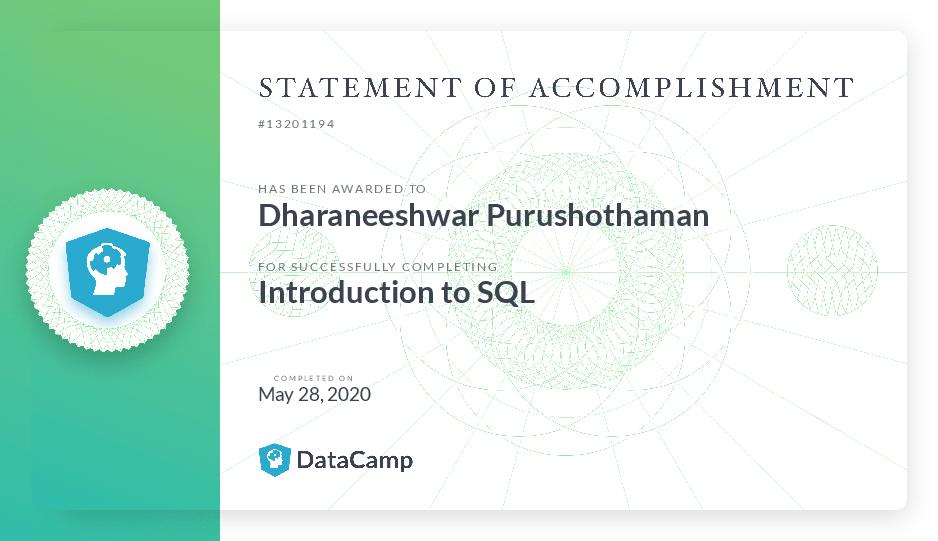 STATEMENT OF ACCOMPLISHMENT
#13201194
HAS BEEN AWARDED TO
Dharaneeshwar Purushothaman
FOR SUCCESSFULLY COMPLETING
Introduction to SQL
COMPLETED ON
May 28, 2020
DataCamp